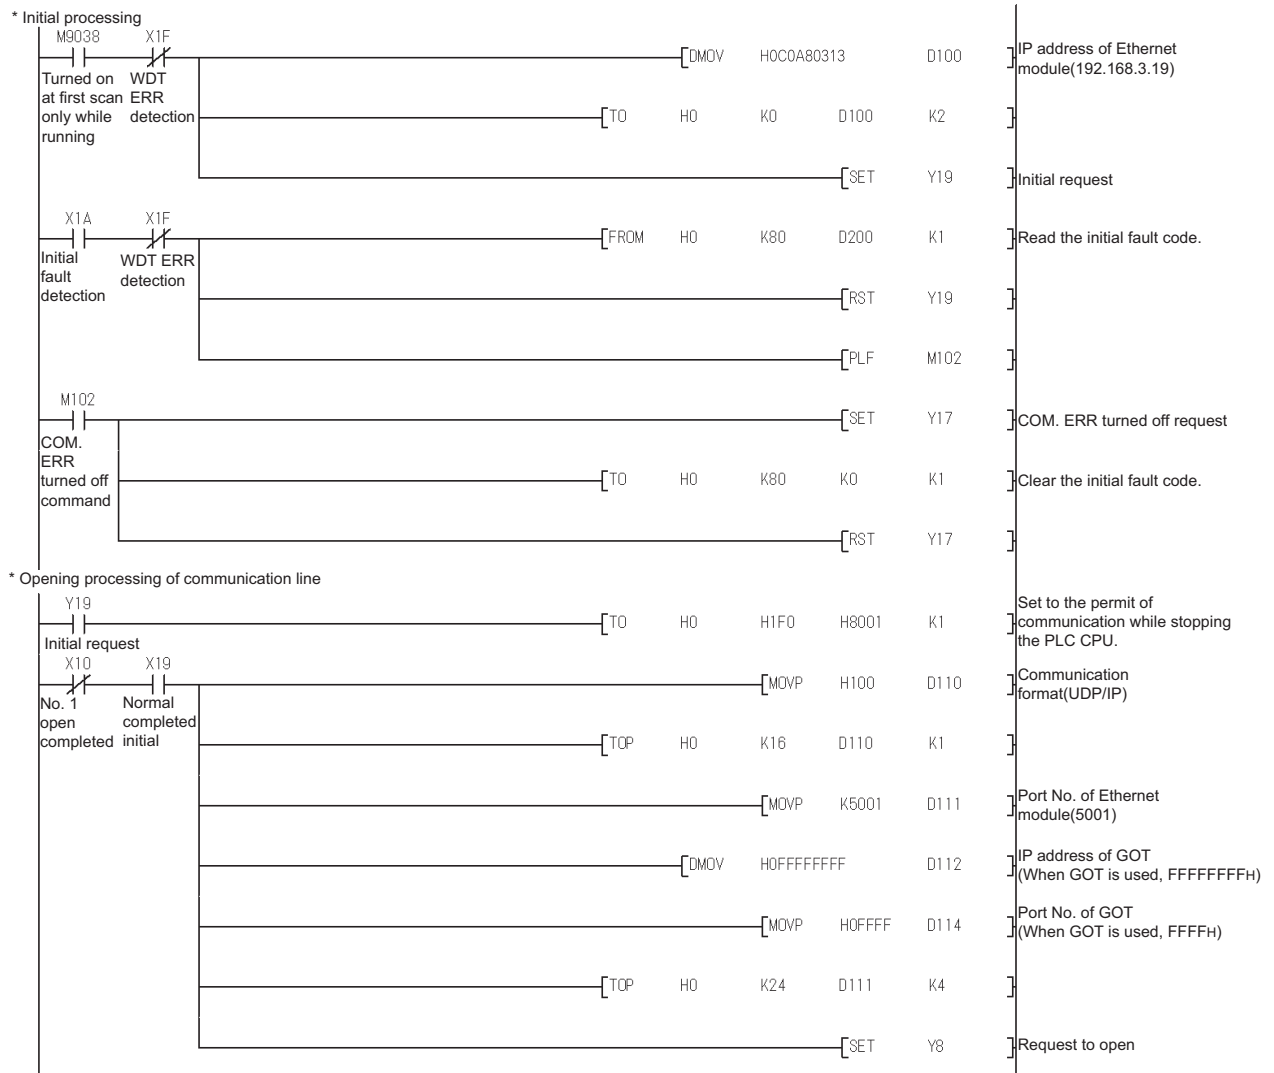 * Initial processing
M9038 X1F
DMOV H0C0A80313 D100
IP address of Ethernet
module(192.168.3.19)
Turned on
at first scan
only while
running
WDT
ERR
detection
TO H0 K0 D100 K2
SET Y19
Initial request
X1A X1F
FROM H0 K80 D200 K1
Read the initial fault code.
Initial
fault
detection
WDT ERR
detection
RST Y19
PLF M102
M102
SET Y17
COM. ERR turned off request
COM.
ERR
turned off
command
TO H0 K80 K0 K1
Clear the initial fault code.
RST Y17
* Opening processing of communication line
Y19
TO H0 H1F0 H8001 K1
Set to the permit of
communication while stopping
the PLC CPU.
Initial request
X10 X19
MOVP H100 D110
Communication
format(UDP/IP)
No. 1
open
completed
Normal
completed
initial
TOP H0 K16 D110 K1
MOVP K5001 D111
Port No. of Ethernet
module(5001)
DMOV H0FFFFFFFF D112
IP address of GOT
(When GOT is used, FFFFFFFFH)
MOVP H0FFFF D114
Port No. of GOT
(When GOT is used, FFFFH)
TOP H0 K24 D111 K4
SET Y8
Request to open